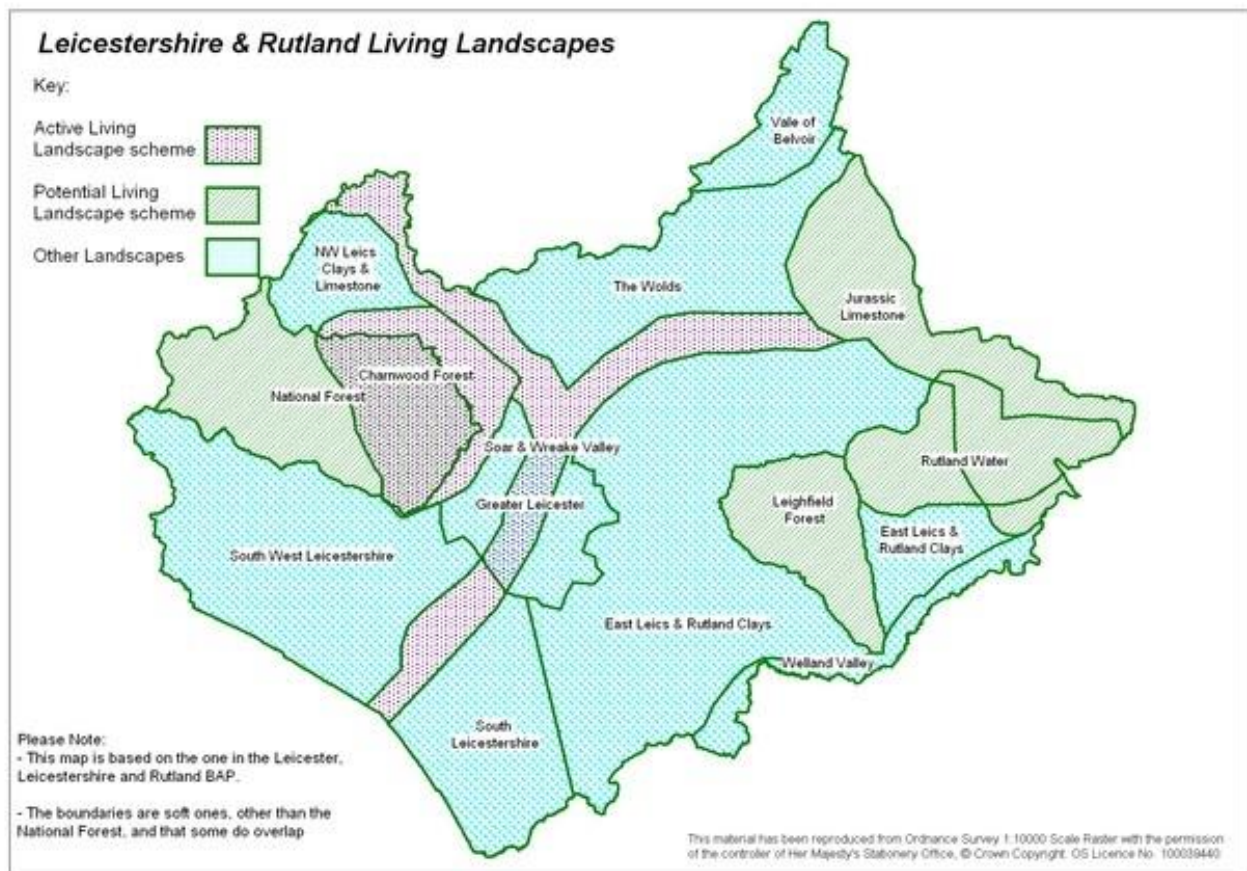 Leicestershire & Rutland Living Landscapes
Key:
Active Living
Landscape scheme
Potential Living
Landscape scheme
Other Landscapes
Vale of
Belvoir
NW Leics
Clays &
Limestone
The Wolds
Jurassic
Limestone
Charnwood Forest
National Forest
Soar & Wreake Valley
Rutland Water
Greater Leicester
Leighfield
Forest
East Leics &
Rutland Clays
South West Leicestershire
East Leics & Rutland Clays
Welland Valley
South
Leicestershire
Please Note:
- This map is based on the one in the Leicester,
Leicestershire and Rutland BAP.
- The boundaries are soft ones, other than the
National Forest, and that some do overlap
This material has been reproduced from Ordnance Survey 1:10000 Scale Raster with the permission
of the controller of Her Majesty's Stationery Office, © Crown Copyright. OS Licence No. 100039440